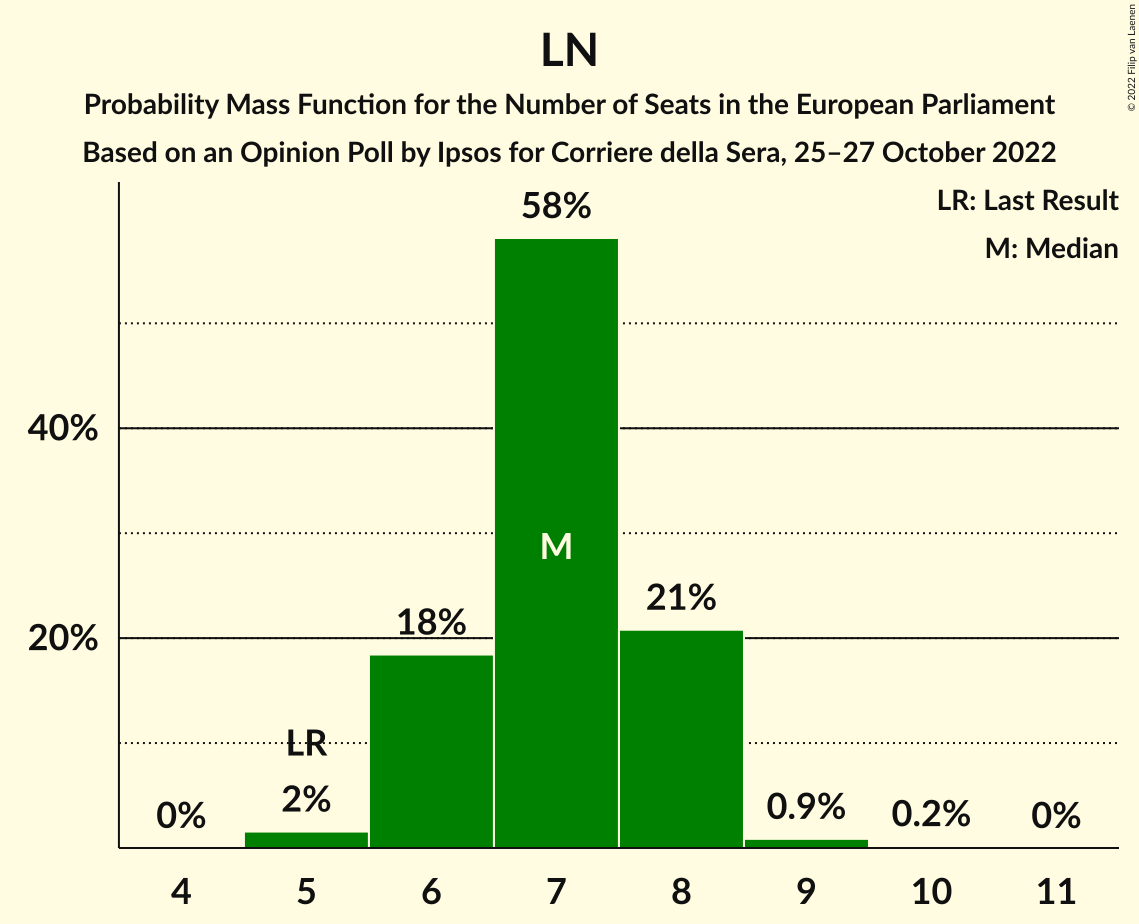 LN
Probability Mass Function for the Number of Seats in the European Parliament
Based on an Opinion Poll by Ipsos for Corriere della Sera, 25–27 October 2022
© 2022 Filip van Laenen
LR: Last Result
M: Median
58%
40%
M
21%
18%
20%
LR
2%
0%
0.9%
0.2%
0%
4 5 6 7 8 9 10 11